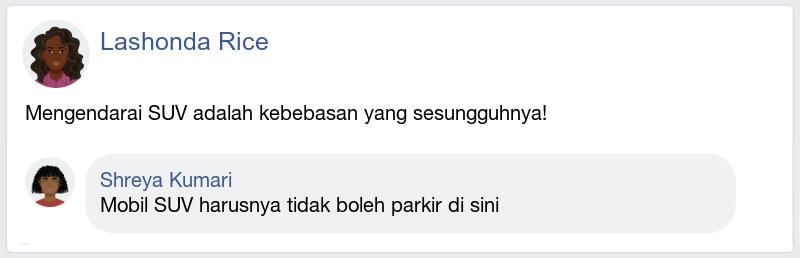 Lashonda Rice
Mengendarai SUV adalah kebebasan yang sesungguhnya!
Shreya Kumari
Mobil SUV harusnya tidak boleh parkir di sini